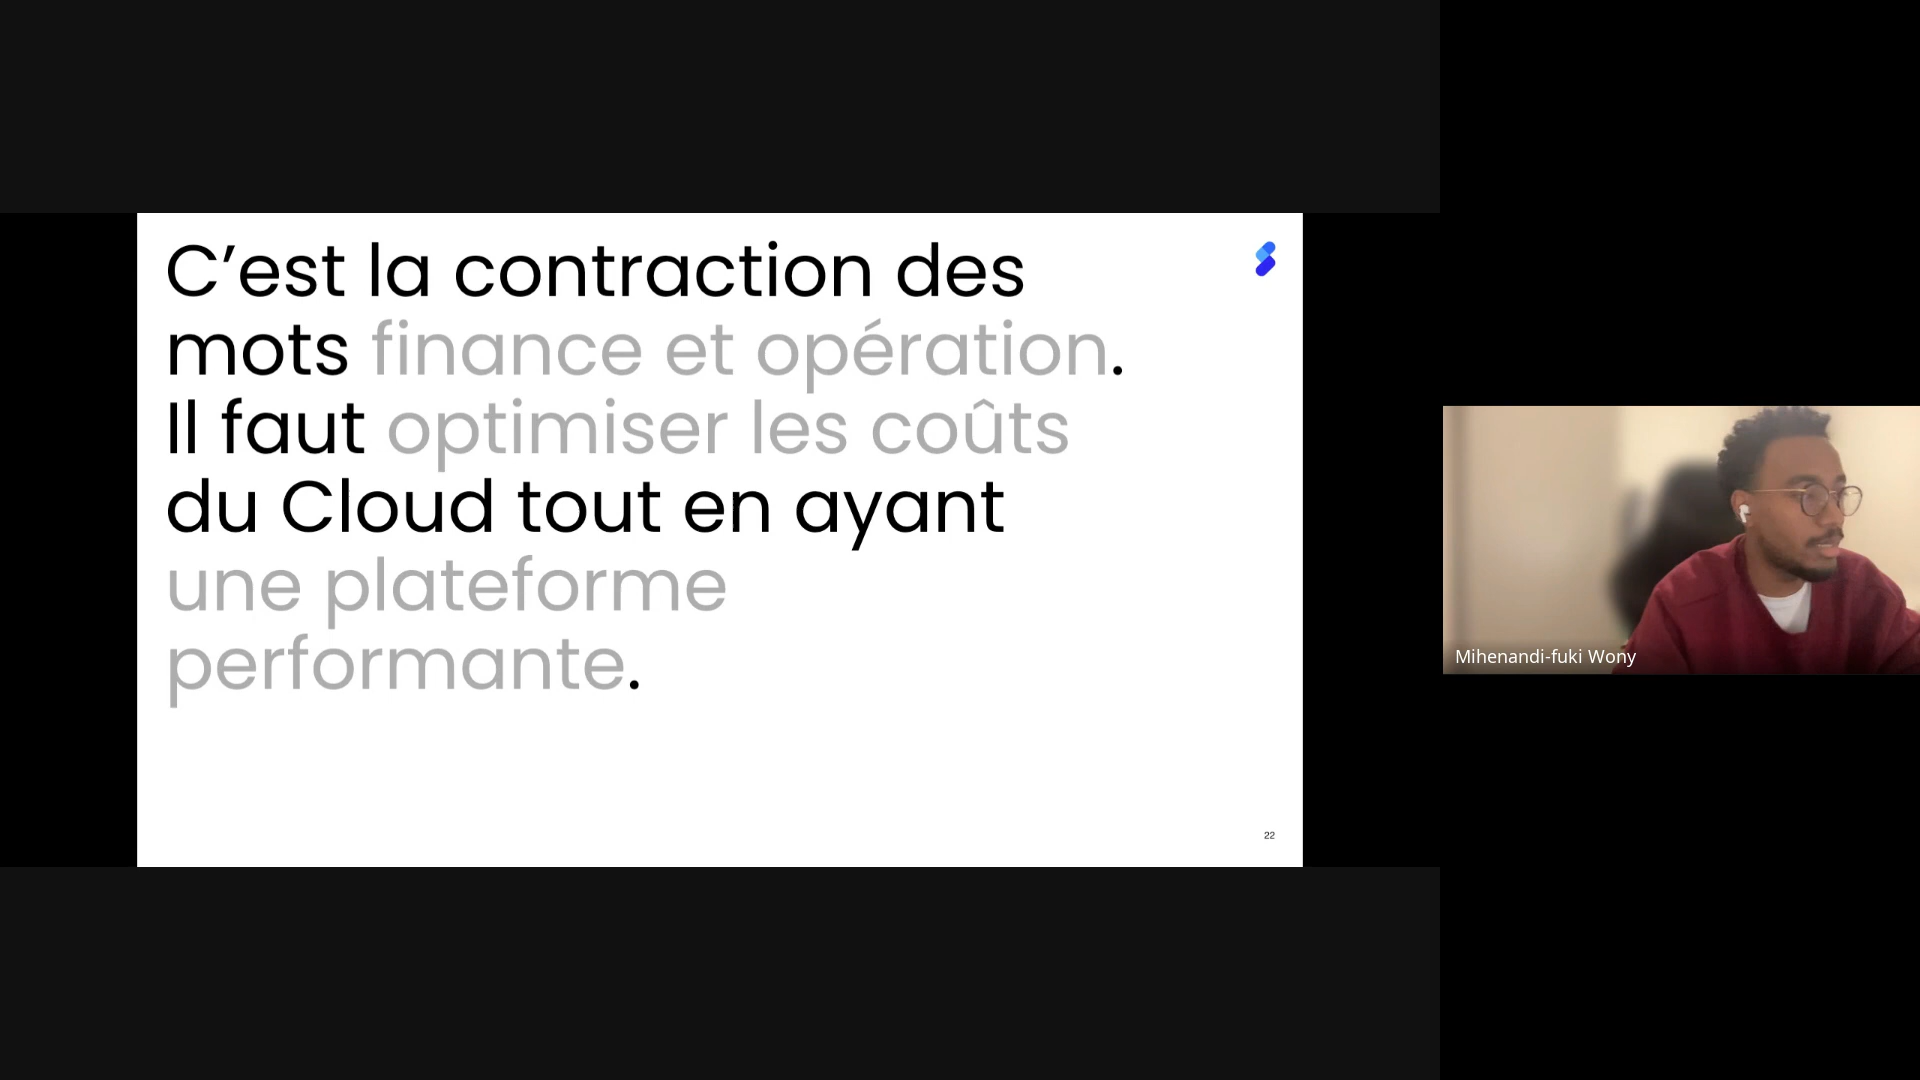 C’est la contraction des
mots finance et opération.
Il faut optimiser les coûts
du Cloud tout en ayant
une plateforme
performante.
22
Mihenandi-fuki Wony